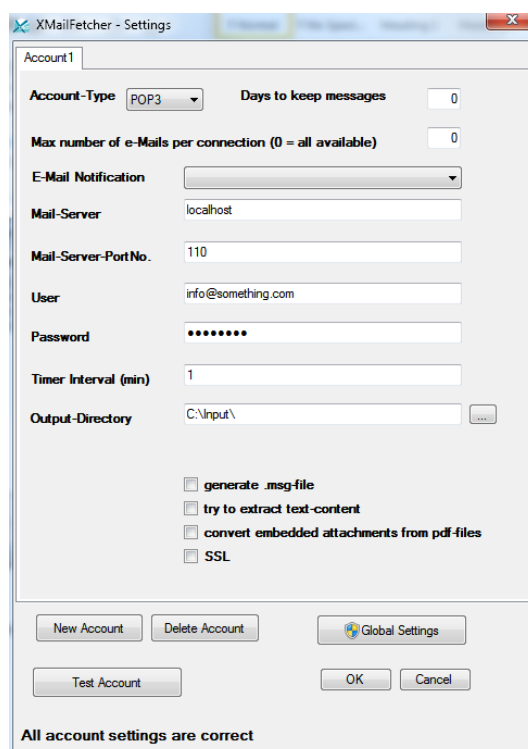 XMailFetcher - Settings
Account1
Account-Type POP3 Days to keep messages 0
Max number of e-Mails per connection (0 = all available) 0
E-Mail Notification
Mail-Server localhost
Mail-Server-PortNo. 110
User info@something.com
Password ●●●●●●●●
Timer Interval (min) 1
Output-Directory C:\Input\ ...
generate .msg-file
try to extract text-content
convert embedded attachments from pdf-files
SSL
New Account Delete Account Global Settings
Test Account OK Cancel
All account settings are correct